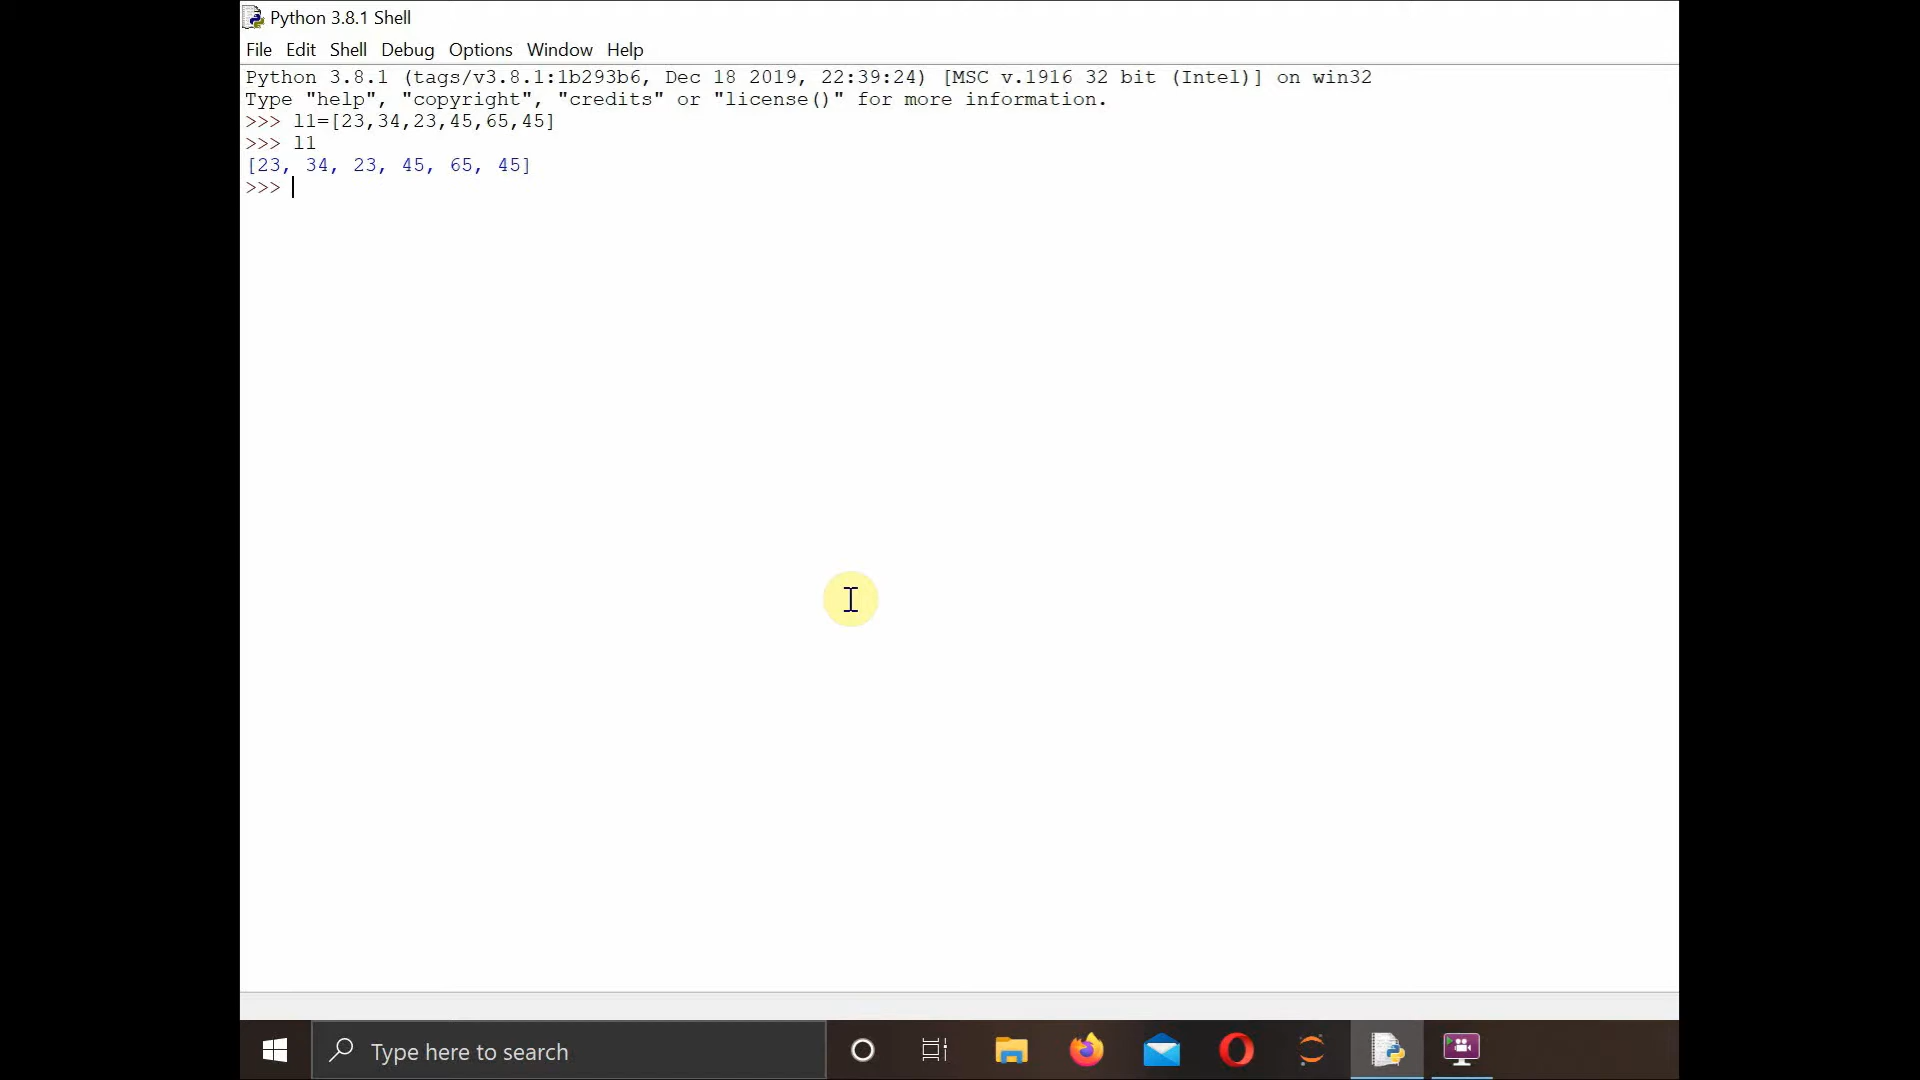 Python 3.8.1 Shell
File Edit Shell Debug Options Window Help
Python 3.8.1 (tags/v3.8.1:1b293b6, Dec 18 2019, 22:39:24) [MSC v.1916 32 bit (Intel)] on win32
Type "help", "copyright", "credits" or "license()" for more information.
>>> l1=[23,34,23,45,65,45]
>>> l1
[23, 34, 23, 45, 65, 45]
>>>
Type here to search